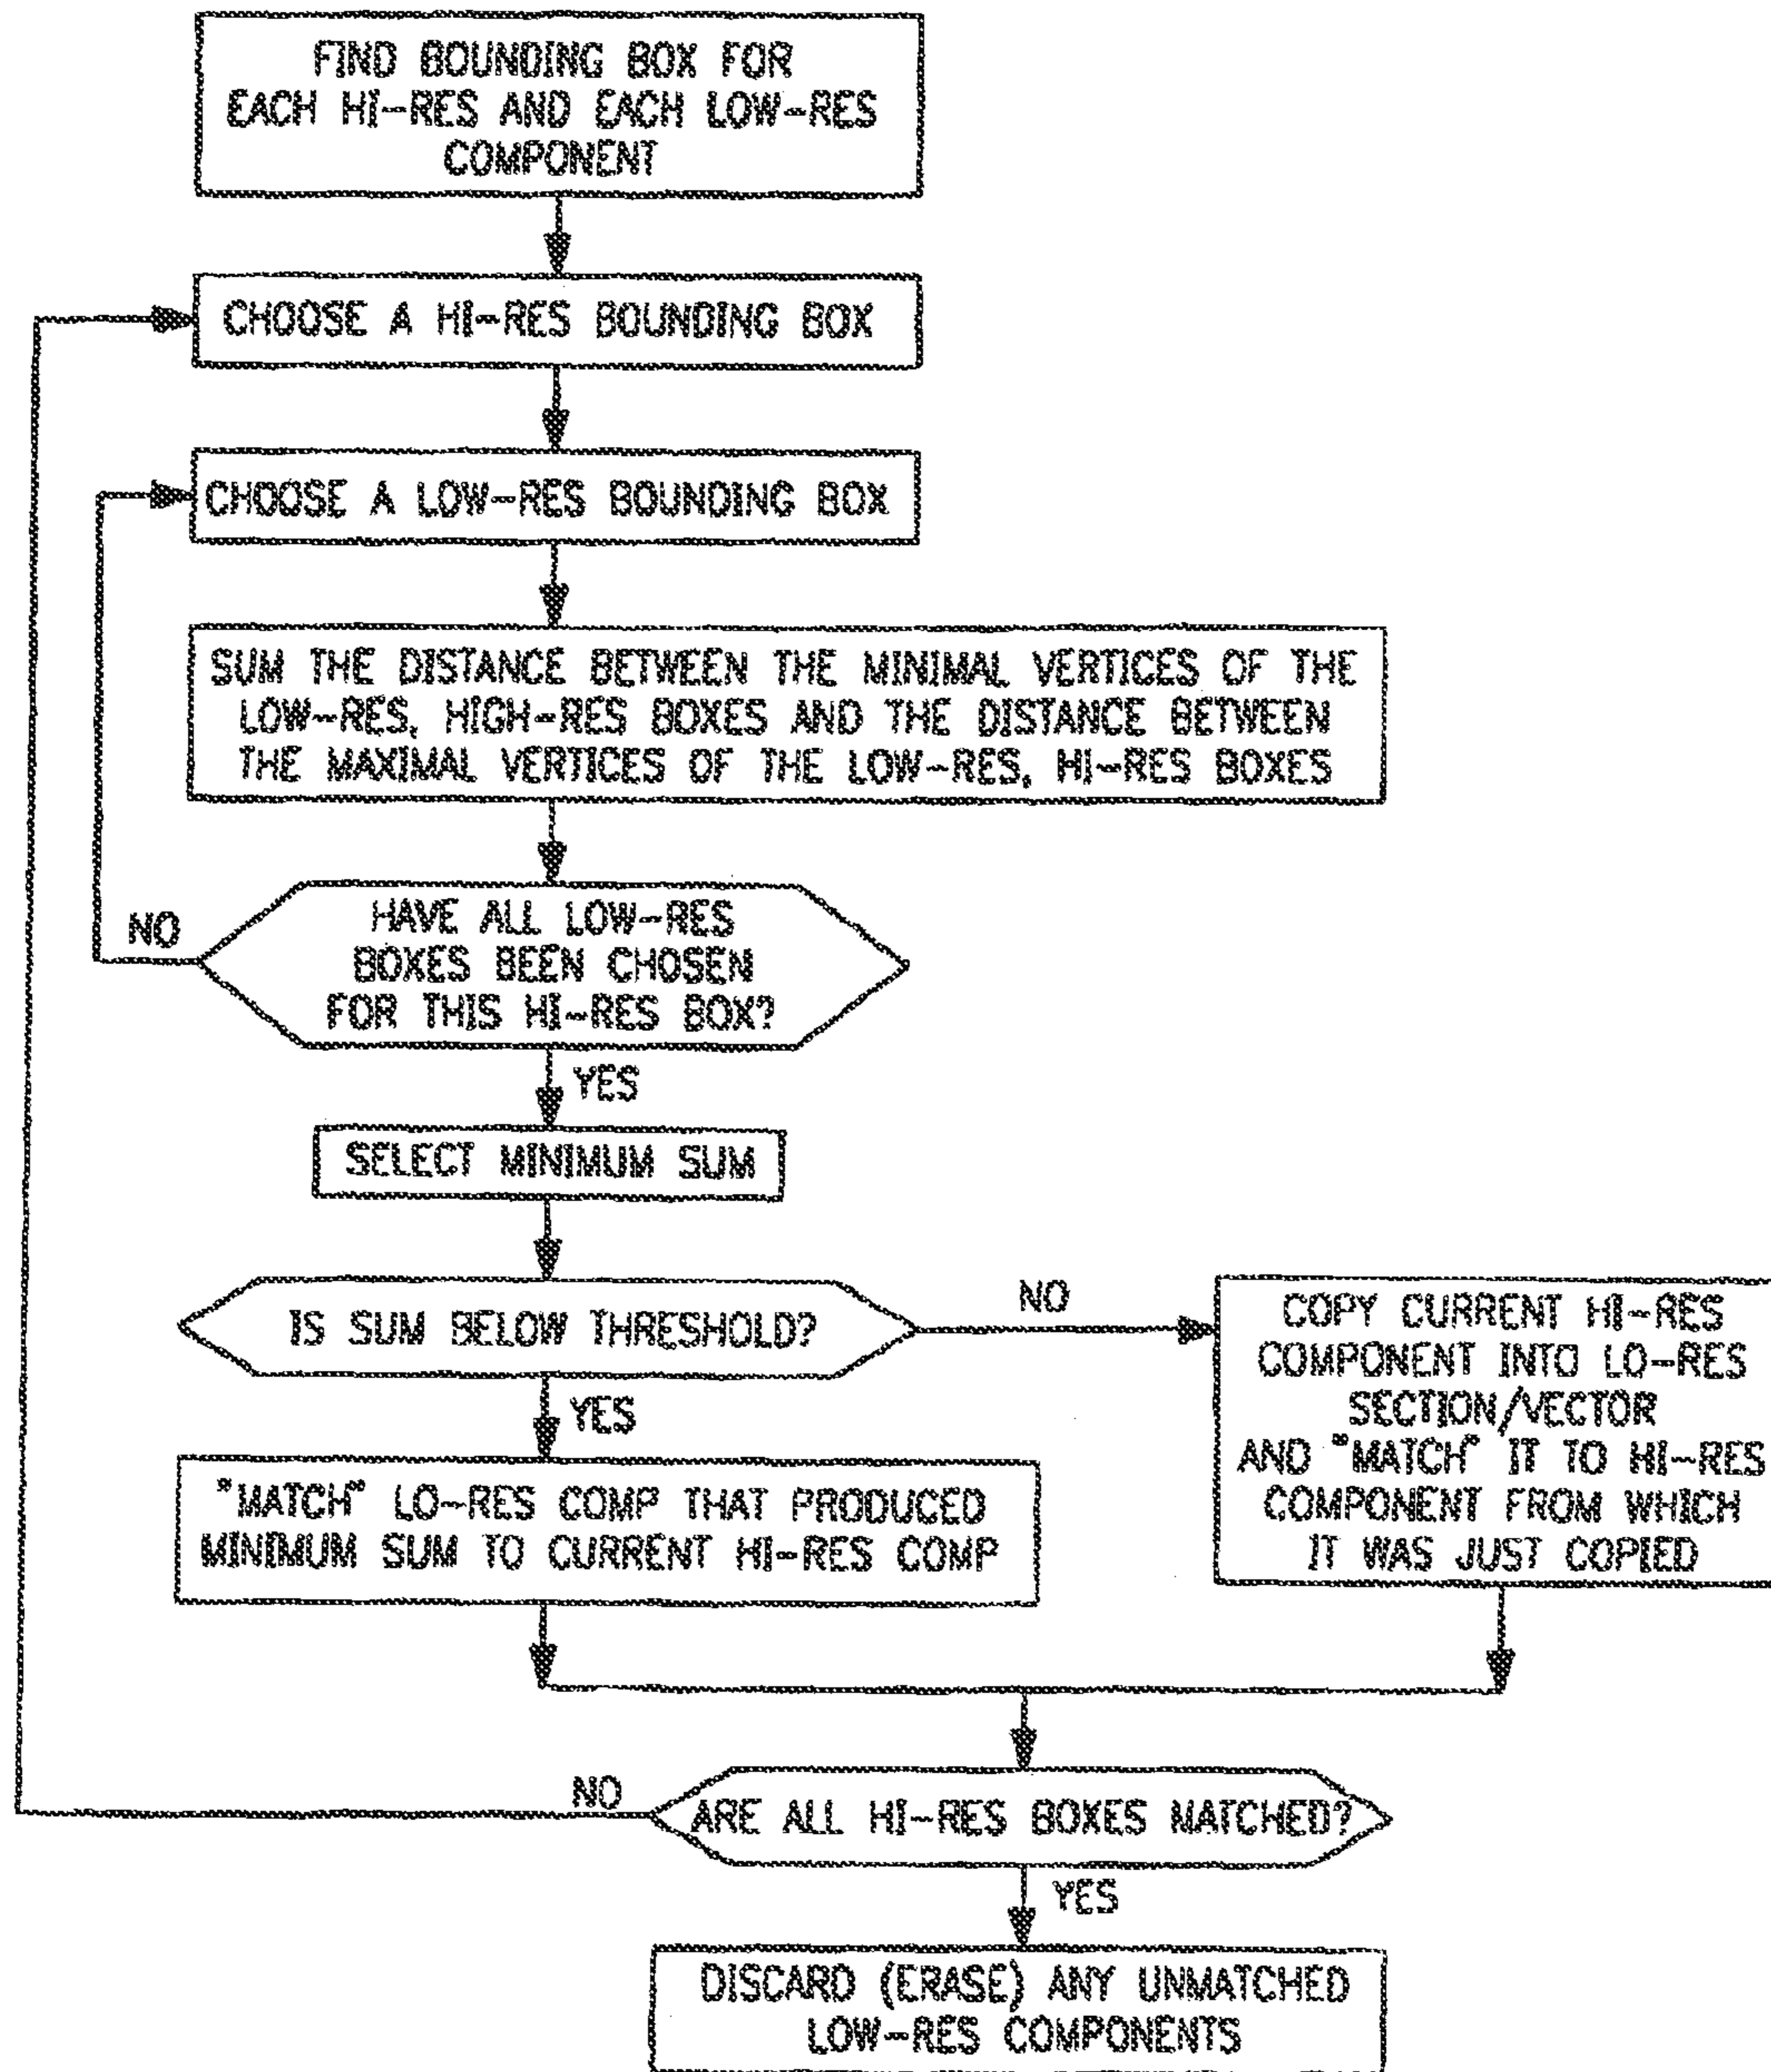 FIND BOUNDING BOX FOR
EACH HI-RES AND EACH LOW-RES
COMPONENT
CHOOSE A HI-RES BOUNDING BOX
CHOOSE A LOW-RES BOUNDING BOX
SUM THE DISTANCE BETWEEN THE MINIMAL VERTICES OF THE
LOW-RES, HIGH-RES BOXES AND THE DISTANCE BETWEEN
THE MAXIMAL VERTICES OF THE LOW-RES, HI-RES BOXES
NO
HAVE ALL LOW-RES
BOXES BEEN CHOSEN
FOR THIS HI-RES BOX?
YES
SELECT MINIMUM SUM
IS SUM BELOW THRESHOLD?
NO
YES
COPY CURRENT HI-RES
COMPONENT INTO LO-RES
SECTION/VECTOR
AND "MATCH" IT TO HI-RES
COMPONENT FROM WHICH
IT WAS JUST COPIED
"MATCH" LO-RES COMP THAT PRODUCED
MINIMUM SUM TO CURRENT HI-RES COMP
NO
ARE ALL HI-RES BOXES MATCHED?
YES
DISCARD (ERASE) ANY UNMATCHED
LOW-RES COMPONENTS